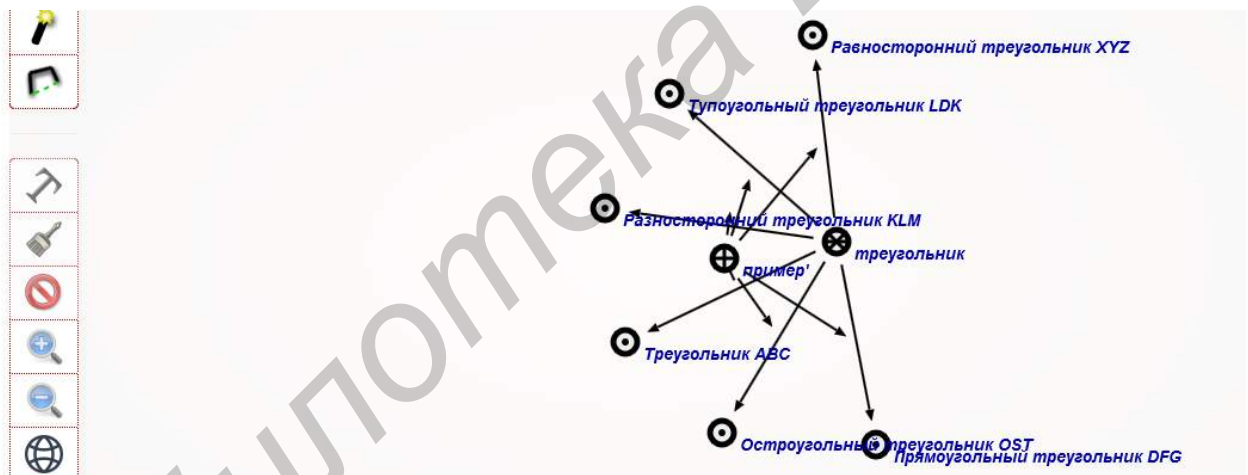 Равносторонний треугольник XYZ
Тупоугольный треугольник LDK
Разносторонний треугольник KLM
треугольник
пример'
Треугольник ABC
Остроугольный треугольник OST
Прямоугольный треугольник DFG